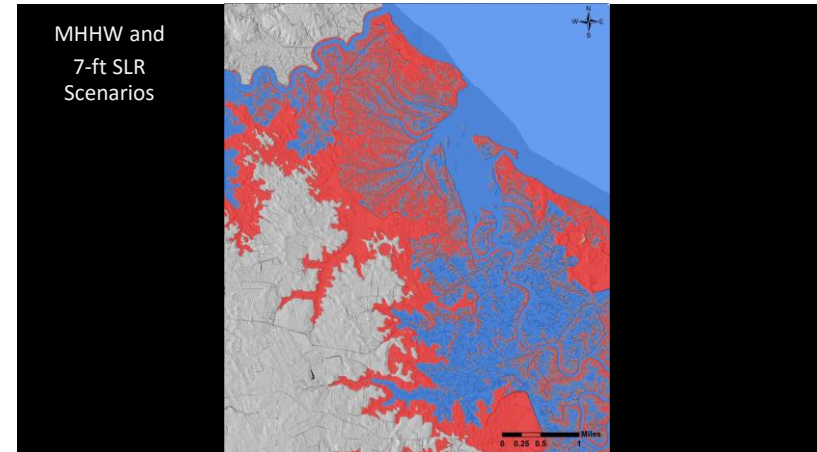 MHHW and
7-ft SLR
Scenarios
N
W E
S
Miles
0 0.25 0.5 1